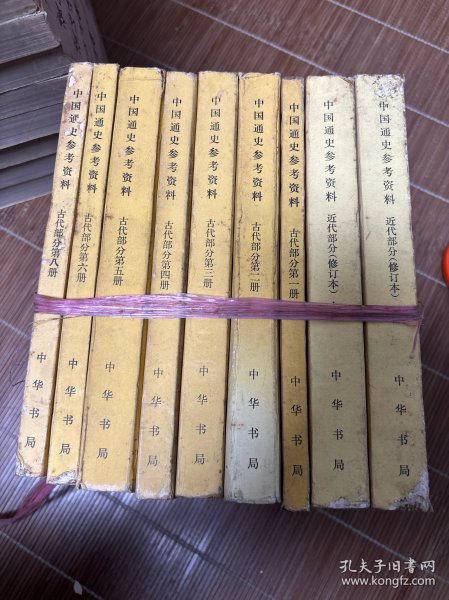 中国通史参考资料 古代部分第八册 中华书局
中国通史参考资料 古代部分第六册 中华书局
中国通史参考资料 古代部分第五册 中华书局
中国通史参考资料 古代部分第四册 中华书局
中国通史参考资料 古代部分第三册 中华书局
中国通史参考资料 古代部分第二册 中华书局
中国通史参考资料 古代部分第一册 中华书局
中国通史参考资料 近代部分(修订本) 中华书局
中国通史参考资料 近代部分(修订本) 中华书局
孔夫子旧书网
www.kongfz.com